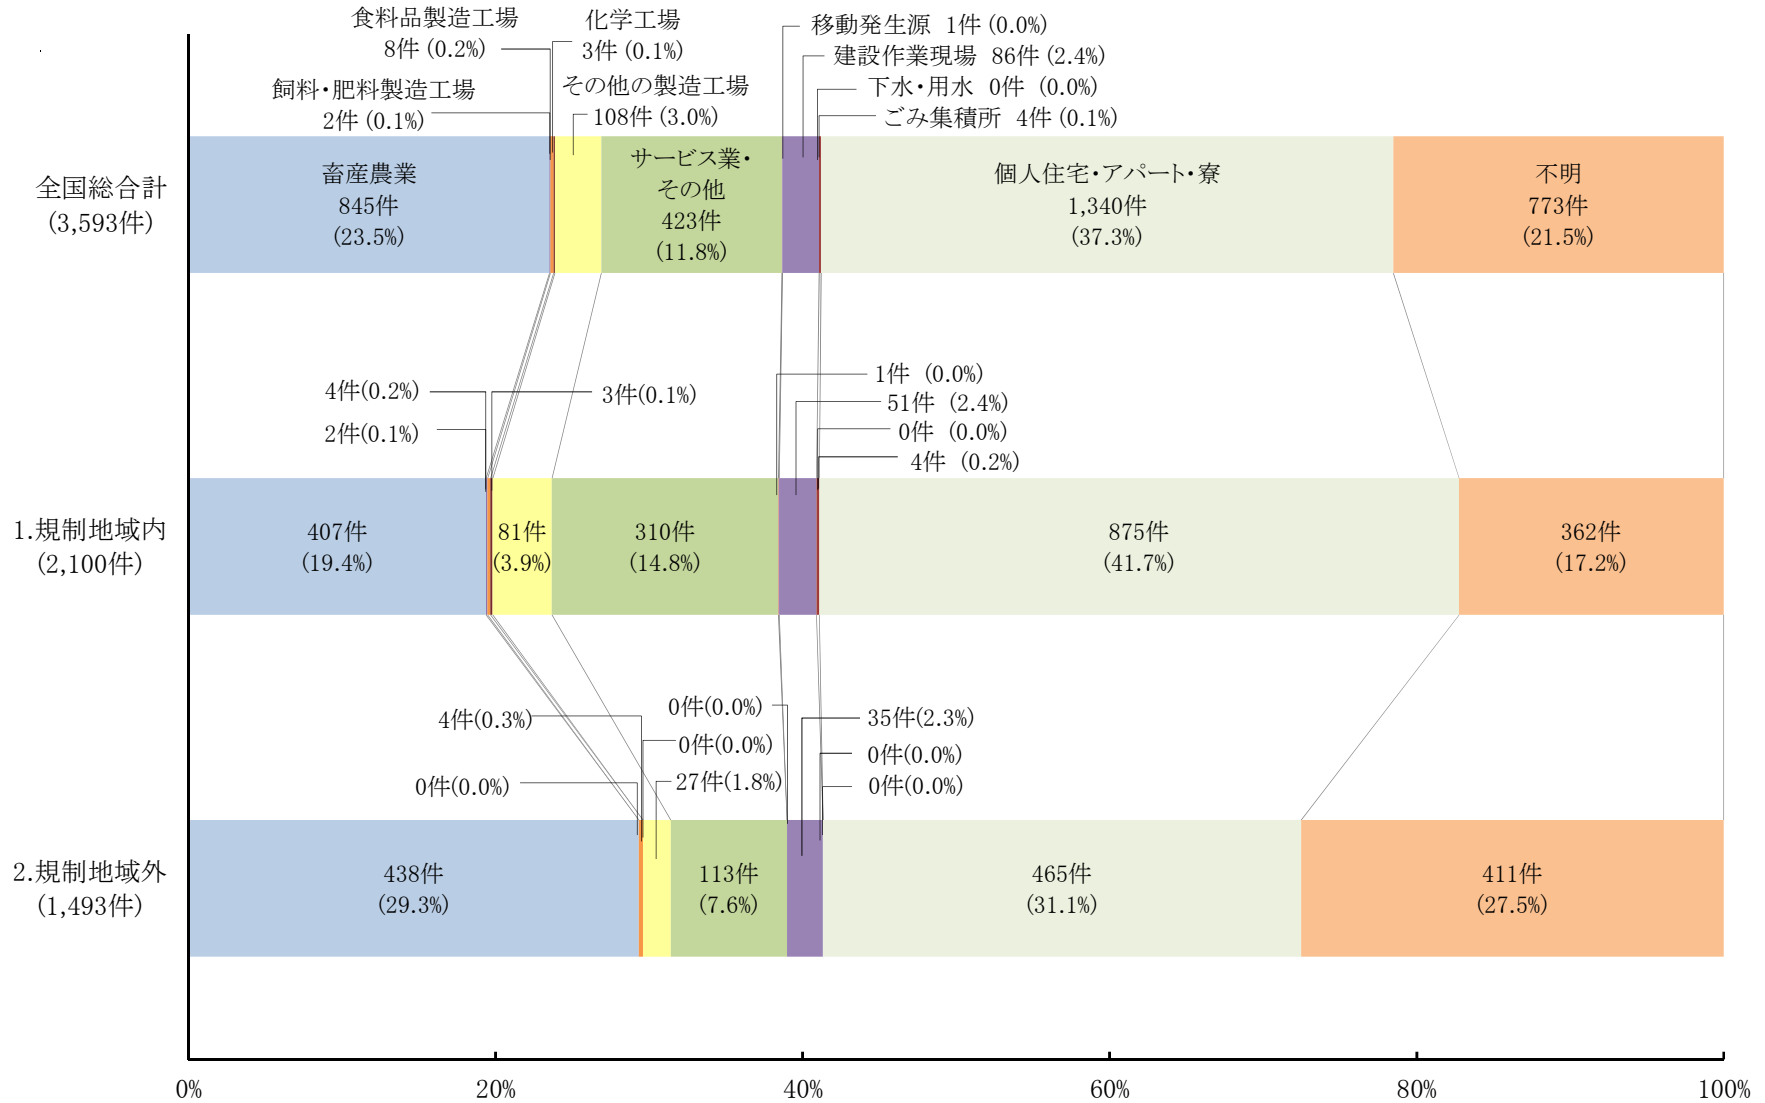 食料品製造工場
8件 (0.2%)
化学工場
3件 (0.1%)
飼料・肥料製造工場
2件 (0.1%)
その他の製造工場
108件 (3.0%)
移動発生源 1件 (0.0%)
建設作業現場 86件 (2.4%)
下水・用水 0件 (0.0%)
ごみ集積所 4件 (0.1%)
全国総合計
(3,593件)
畜産農業
845件
(23.5%)
サービス業・
その他
423件
(11.8%)
個人住宅・アパート・寮
1,340件
(37.3%)
不明
773件
(21.5%)
4件(0.2%)
2件(0.1%)
3件(0.1%)
1件 (0.0%)
51件 (2.4%)
0件 (0.0%)
4件 (0.2%)
1.規制地域内
(2,100件)
407件
(19.4%)
81件
(3.9%)
310件
(14.8%)
875件
(41.7%)
362件
(17.2%)
4件(0.3%)
0件(0.0%)
0件(0.0%)
27件(1.8%)
0件(0.0%)
35件(2.3%)
0件(0.0%)
0件(0.0%)
2.規制地域外
(1,493件)
438件
(29.3%)
113件
(7.6%)
465件
(31.1%)
411件
(27.5%)
0% 20% 40% 60% 80% 100%